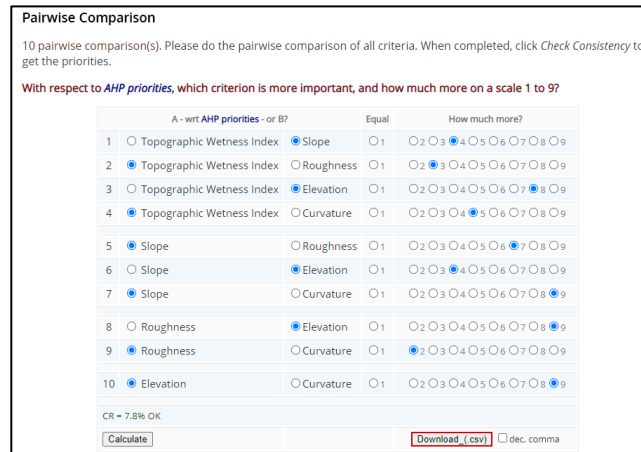 Pairwise Comparison
10 pairwise comparison(s). Please do the pairwise comparison of all criteria. When completed, click Check Consistency to
get the priorities.
With respect to AHP priorities, which criterion is more important, and how much more on a scale 1 to 9?
A - wrt AHP priorities - or B? Equal How much more?
1 Topographic Wetness Index Slope 1 2 3 4 5 6 7 8 9
2 Topographic Wetness Index Roughness 1 2 3 4 5 6 7 8 9
3 Topographic Wetness Index Elevation 1 2 3 4 5 6 7 8 9
4 Topographic Wetness Index Curvature 1 2 3 4 5 6 7 8 9
5 Slope Roughness 1 2 3 4 5 6 7 8 9
6 Slope Elevation 1 2 3 4 5 6 7 8 9
7 Slope Curvature 1 2 3 4 5 6 7 8 9
8 Roughness Elevation 1 2 3 4 5 6 7 8 9
9 Roughness Curvature 1 2 3 4 5 6 7 8 9
10 Elevation Curvature 1 2 3 4 5 6 7 8 9
CR = 7.8% OK
Calculate Download_(.csv) dec. comma